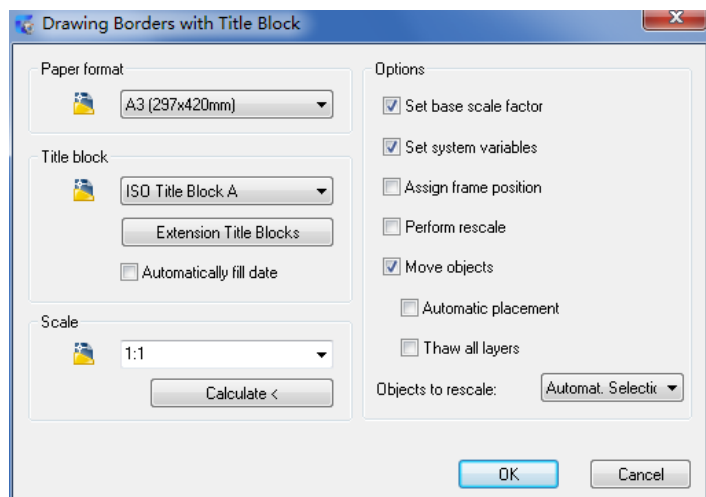 Drawing Borders with Title Block
Paper format
A3 (297x420mm)
Title block
ISO Title Block A
Extension Title Blocks
Automatically fill date
Scale
1:1
Calculate <
Options
Set base scale factor
Set system variables
Assign frame position
Perform rescale
Move objects
Automatic placement
Thaw all layers
Objects to rescale:
Automat. Selectic
OK
Cancel